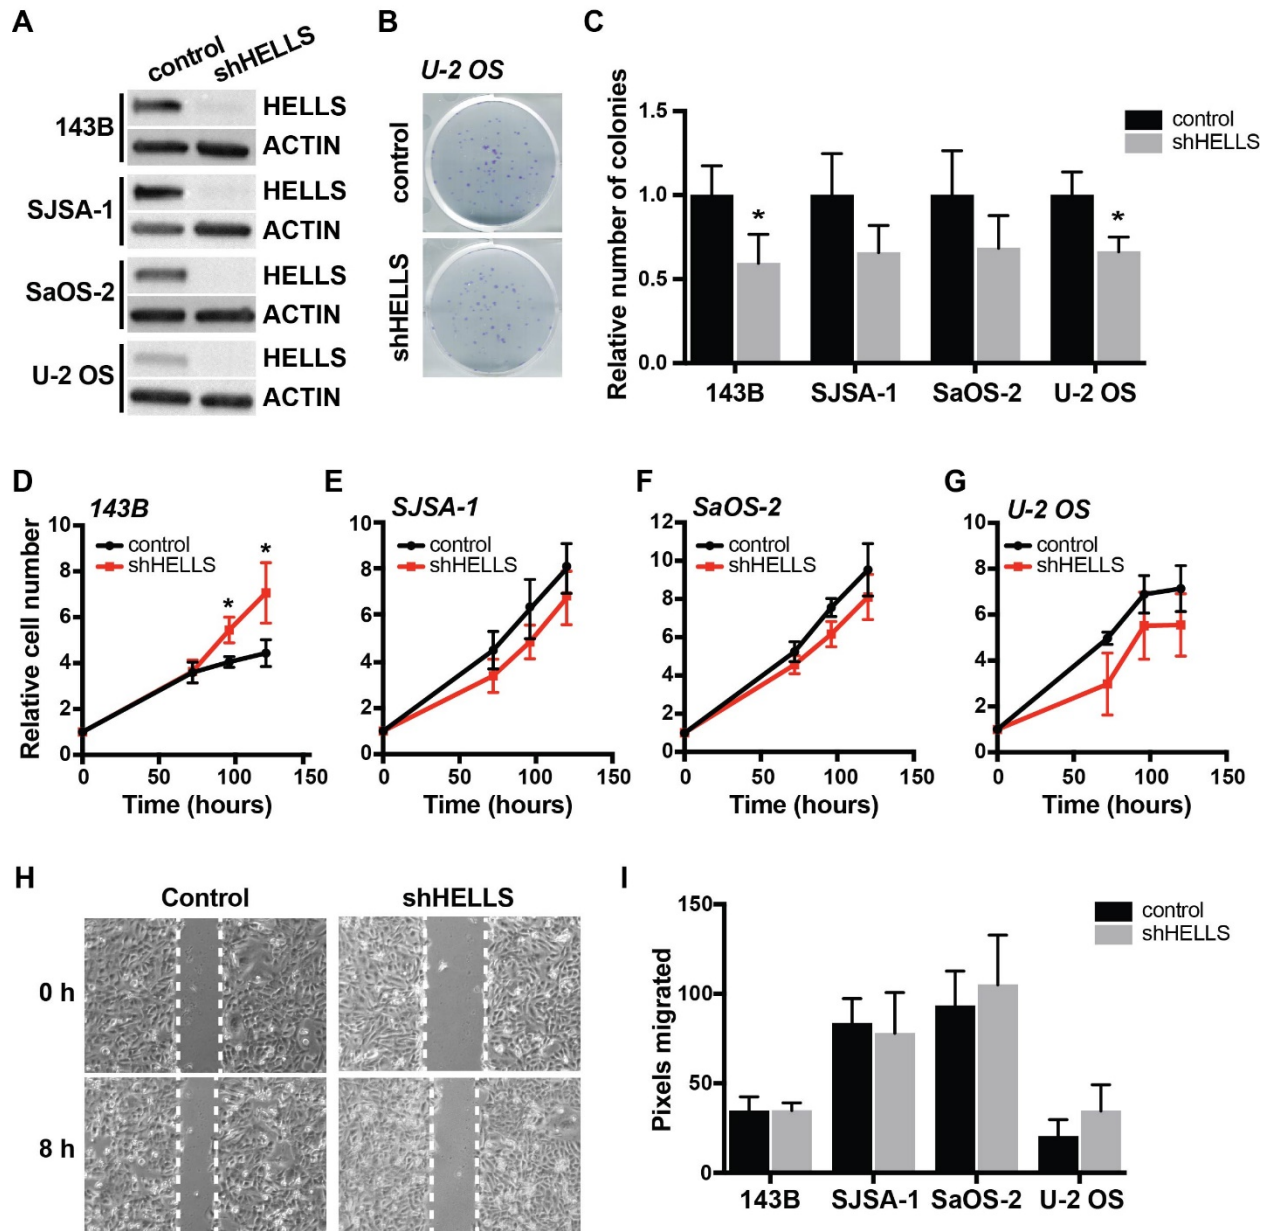 A
control
shHELLS
143B
HELLS
ACTIN
SJSA-1
HELLS
ACTIN
SaOS-2
HELLS
ACTIN
U-2 OS
HELLS
ACTIN
B
U-2 OS
control
shHELLS
C
Relative number of colonies
1.5
1.0
0.5
0.0
* *
143B SJSA-1 SaOS-2 U-2 OS
control
shHELLS
D
143B
Relative cell number
10
8
6
4
2
0
control
shHELLS
* *
0 50 100 150
Time (hours)
E
SJSA-1
10
8
6
4
2
0
control
shHELLS
0 50 100 150
Time (hours)
F
SaOS-2
12
10
8
6
4
2
0
control
shHELLS
0 50 100 150
Time (hours)
G
U-2 OS
10
8
6
4
2
0
control
shHELLS
0 50 100 150
Time (hours)
H
Control shHELLS
0 h
8 h
I
Pixels migrated
150
100
50
0
143B SJSA-1 SaOS-2 U-2 OS
control
shHELLS